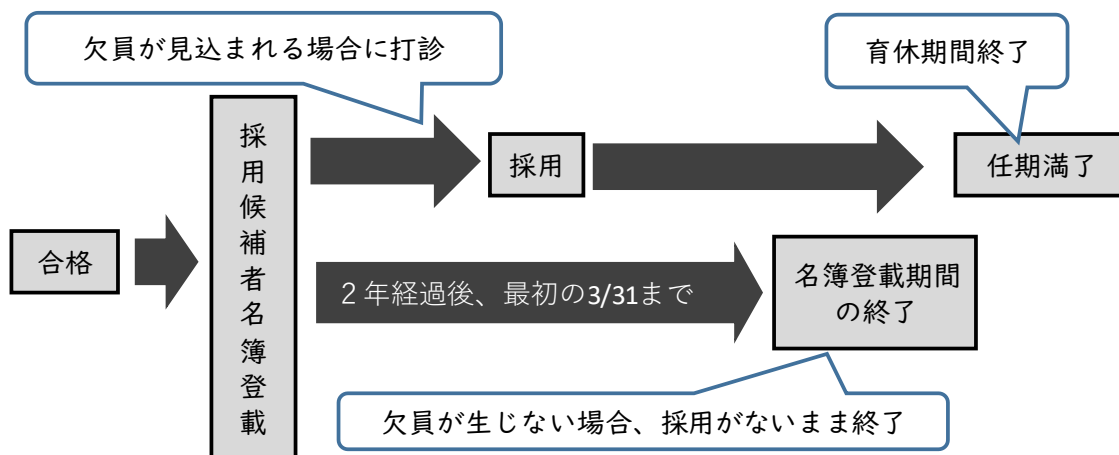 欠員が見込まれる場合に打診
育休期間終了
採用候補者名簿登載
採用
任期満了
合格
２年経過後、最初の3/31まで
名簿登載期間
の終了
欠員が生じない場合、採用がないまま終了